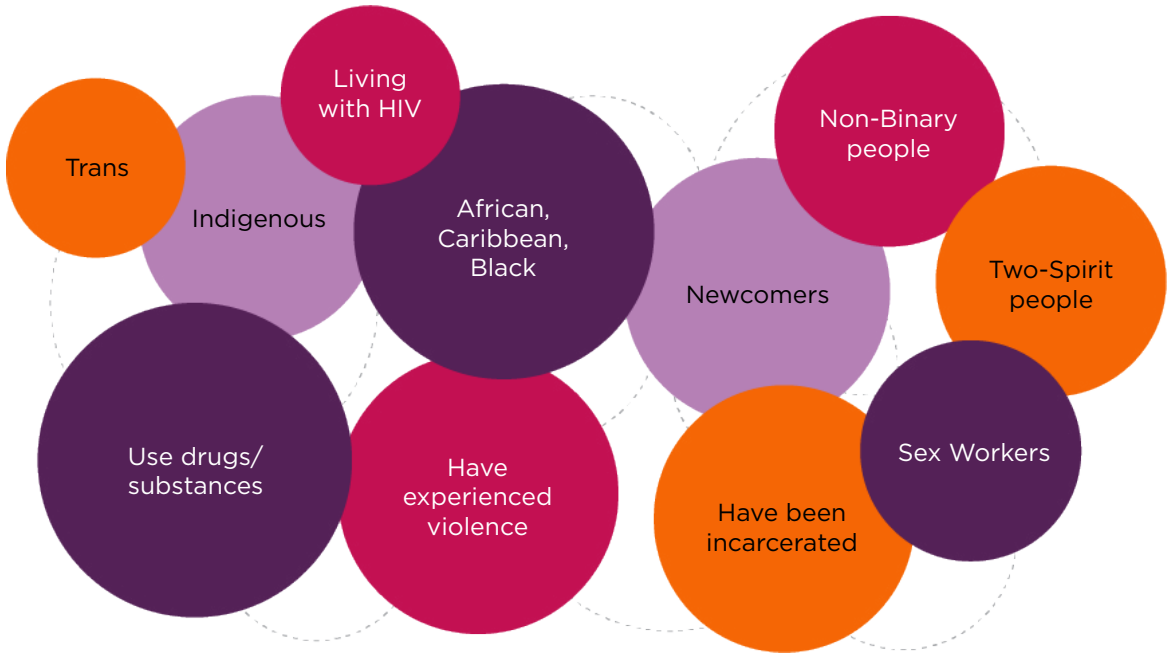 Living
with HIV
Trans
Indigenous
African,
Caribbean,
Black
Non-Binary
people
Newcomers
Two-Spirit
people
Use drugs/
substances
Have
experienced
violence
Have been
incarcerated
Sex Workers